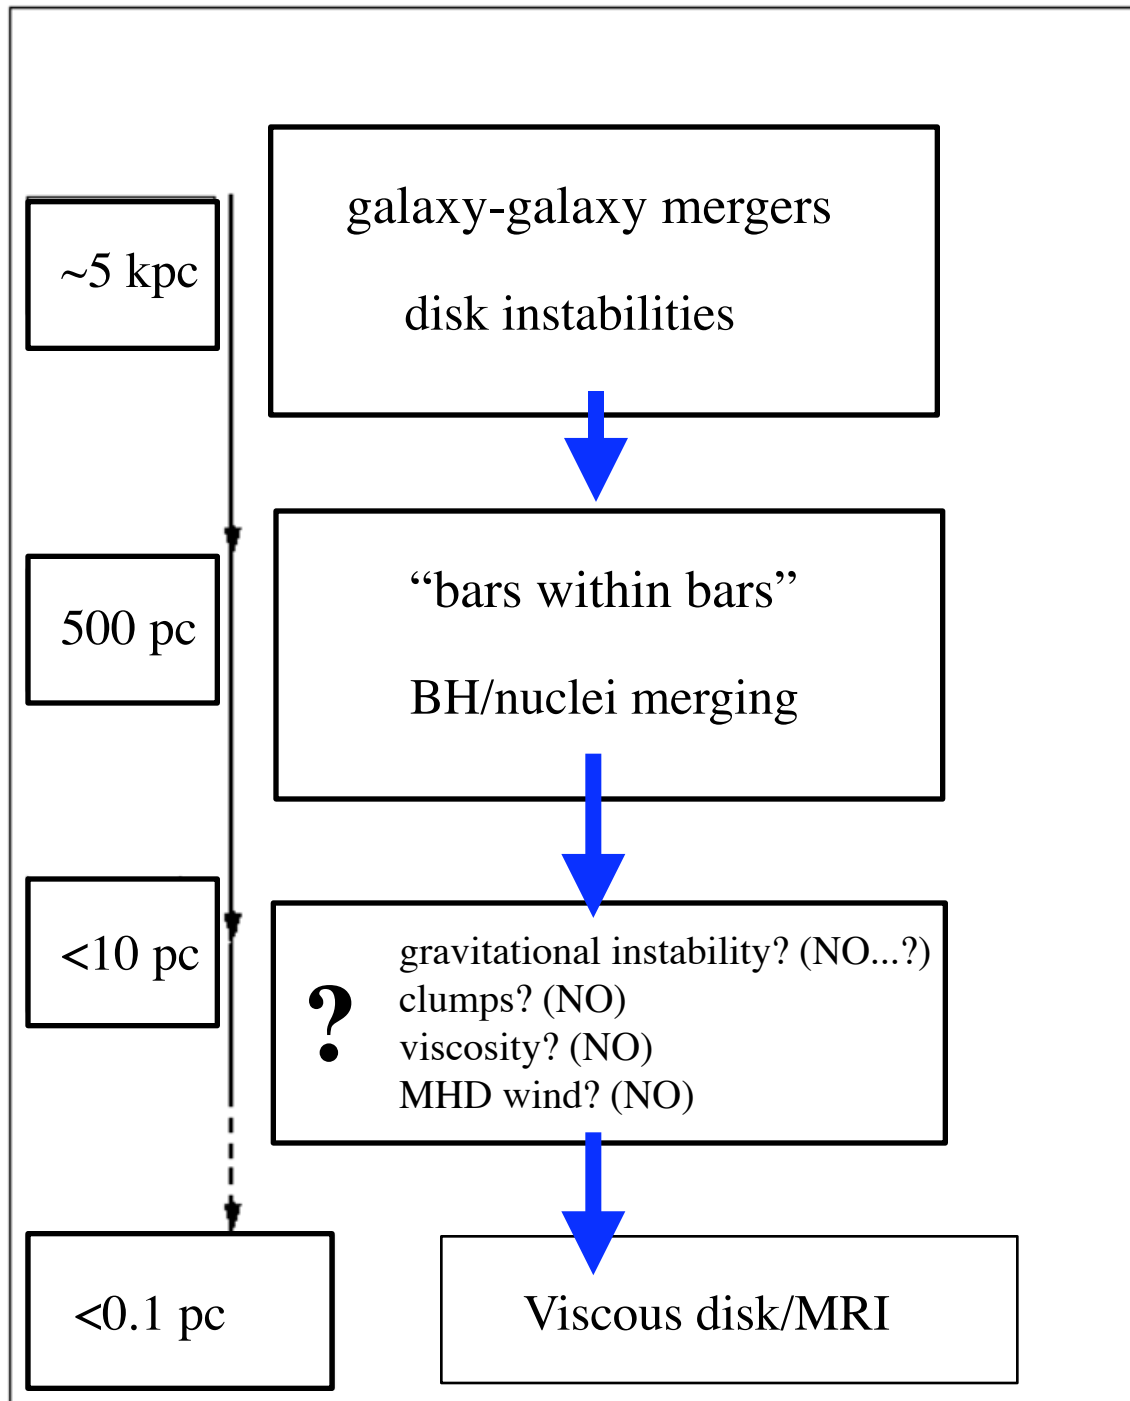 galaxy-galaxy mergers
~5 kpc
disk instabilities
“bars within bars”
500 pc
BH/nuclei merging
<10 pc
gravitational instability? (NO...?)
?
clumps? (NO)
viscosity? (NO)
MHD wind? (NO)
<0.1 pc
Viscous disk/MRI